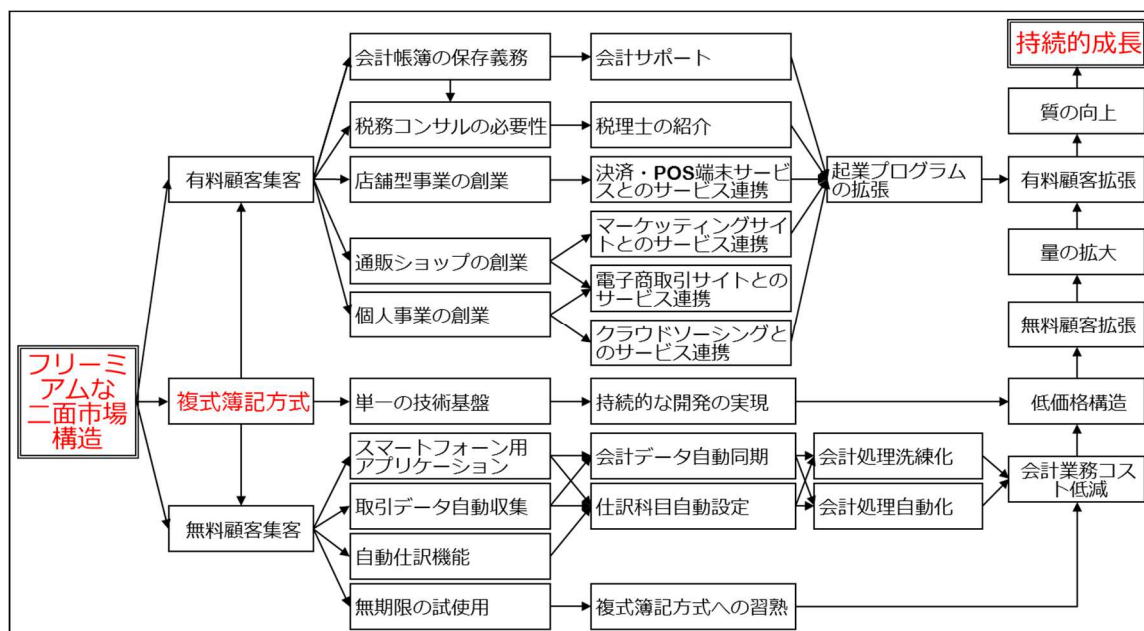 フリーミ
アムな
二面市場
構造
有料顧客集客
複式簿記方式
無料顧客集客
会計帳簿の保存義務
税務コンサルの必要性
店舗型事業の創業
通販ショップの創業
個人事業の創業
単一の技術基盤
スマートフォーン用
アプリケーション
取引データ自動収集
自動仕訳機能
無期限の試使用
会計サポート
税理士の紹介
決済・POS端末サービ
スとのサービス連携
マーケッティングサイ
トとのサービス連携
電子商取引サイトとの
サービス連携
クラウドソーシングと
のサービス連携
持続的な開発の実現
会計データ自動同期
仕訳科目自動設定
複式簿記方式への習熟
起業プログラム
の拡張
会計処理洗練化
会計処理自動化
持続的成長
質の向上
有料顧客拡張
量の拡大
無料顧客拡張
低価格構造
会計業務コス
ト低減